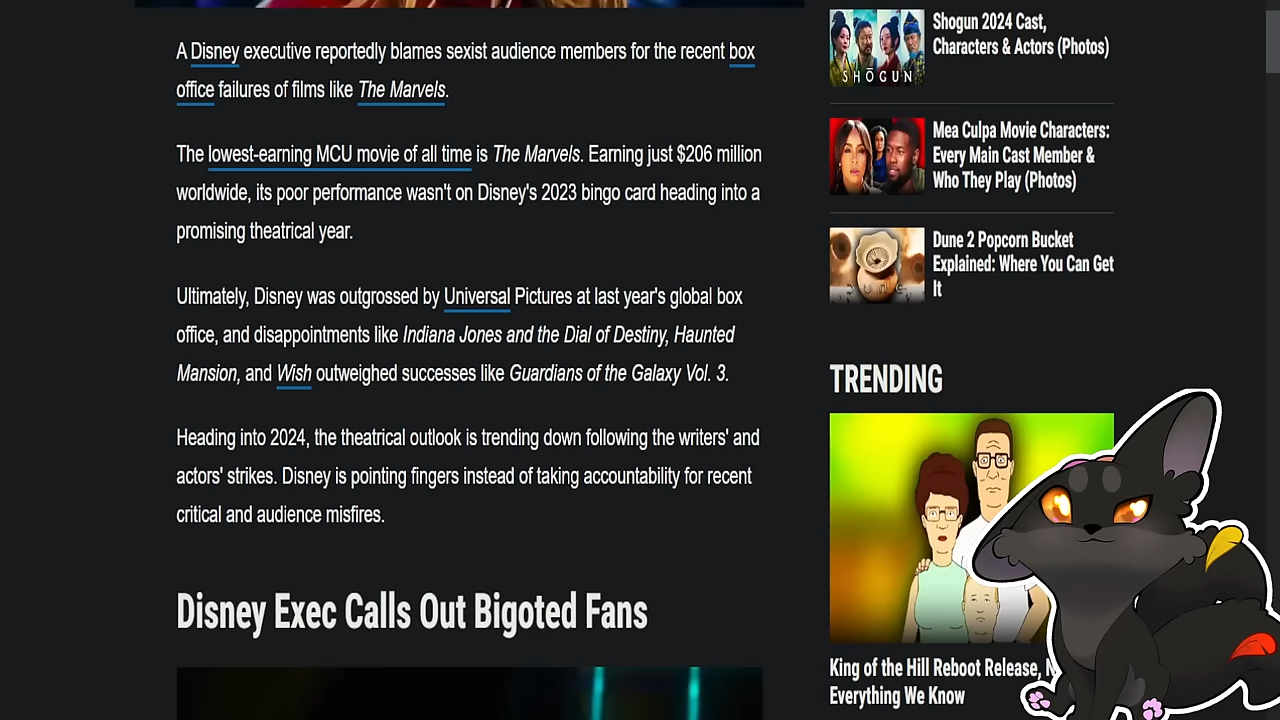 A Disney executive reportedly blames sexist audience members for the recent box
office failures of films like The Marvels.
The lowest-earning MCU movie of all time is The Marvels. Earning just $206 million
worldwide, its poor performance wasn't on Disney's 2023 bingo card heading into a
promising theatrical year.
Ultimately, Disney was outgrossed by Universal Pictures at last year's global box
office, and disappointments like Indiana Jones and the Dial of Destiny, Haunted
Mansion, and Wish outweighed successes like Guardians of the Galaxy Vol. 3.
Heading into 2024, the theatrical outlook is trending down following the writers' and
actors' strikes. Disney is pointing fingers instead of taking accountability for recent
critical and audience misfires.
Disney Exec Calls Out Bigoted Fans
SHŌGUN
Shogun 2024 Cast,
Characters & Actors (Photos)
Mea Culpa Movie Characters:
Every Main Cast Member &
Who They Play (Photos)
Dune 2 Popcorn Bucket
Explained: Where You Can Get
It
TRENDING
King of the Hill Reboot Release,
Everything We Know